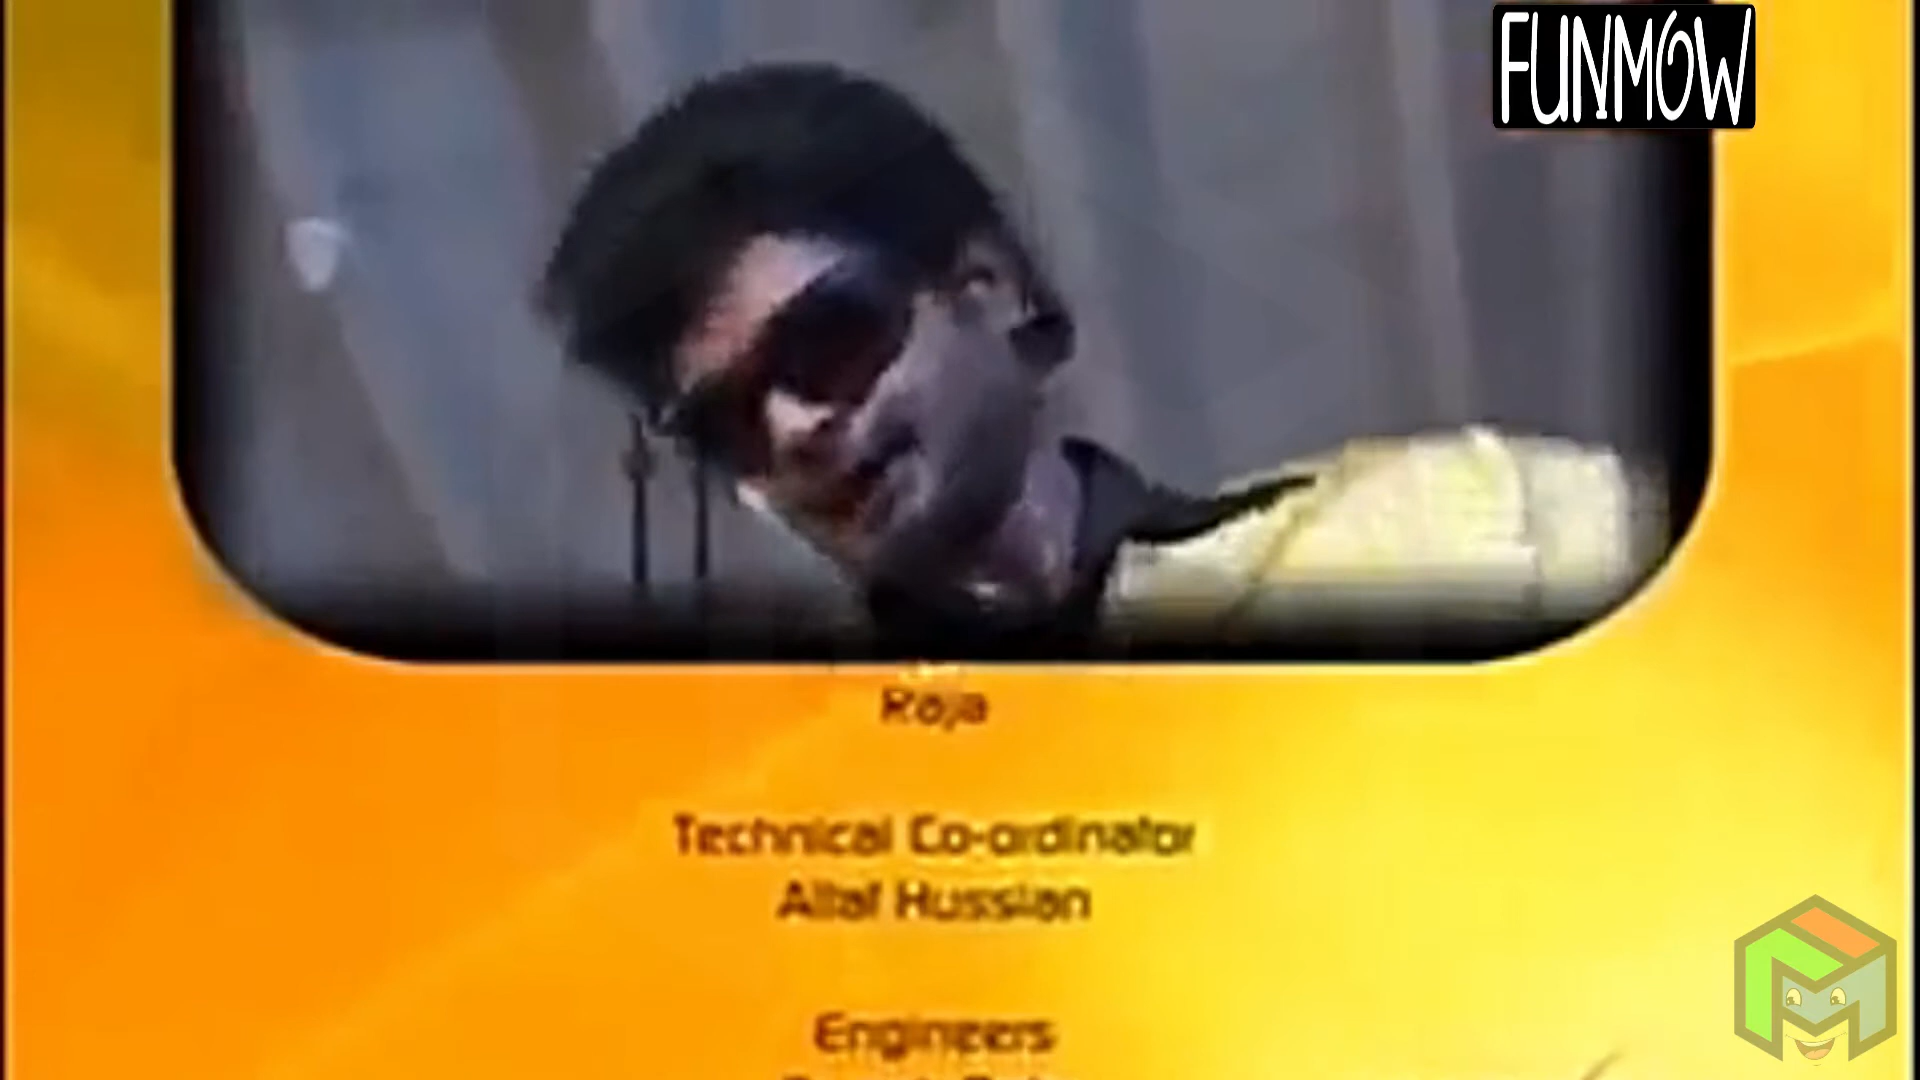 FUNMOW
Raja
Technical Co-ordinator
Altaf Hussian
Engineers